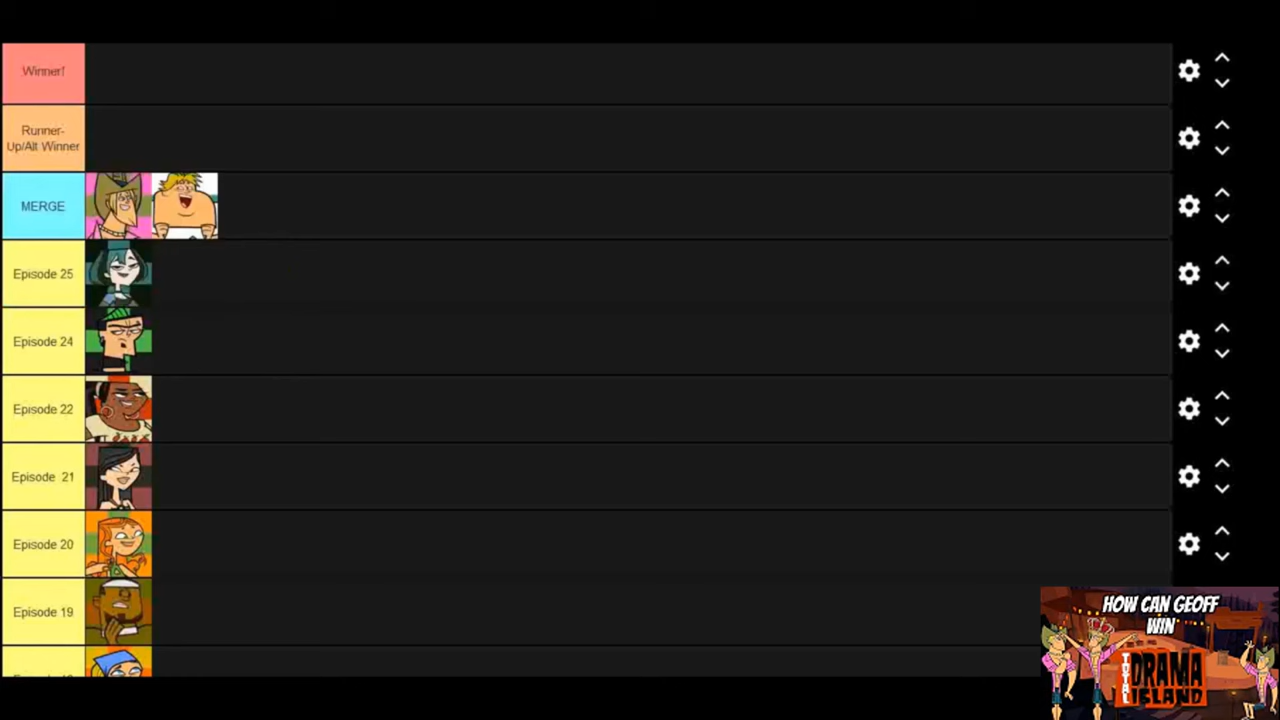 Winner!
Runner-
Up/Alt Winner
MERGE
Episode 25
Episode 24
Episode 22
Episode 21
Episode 20
Episode 19
HOW CAN GEOFF
WIN
TOTAL
DRAMA
ISLAND